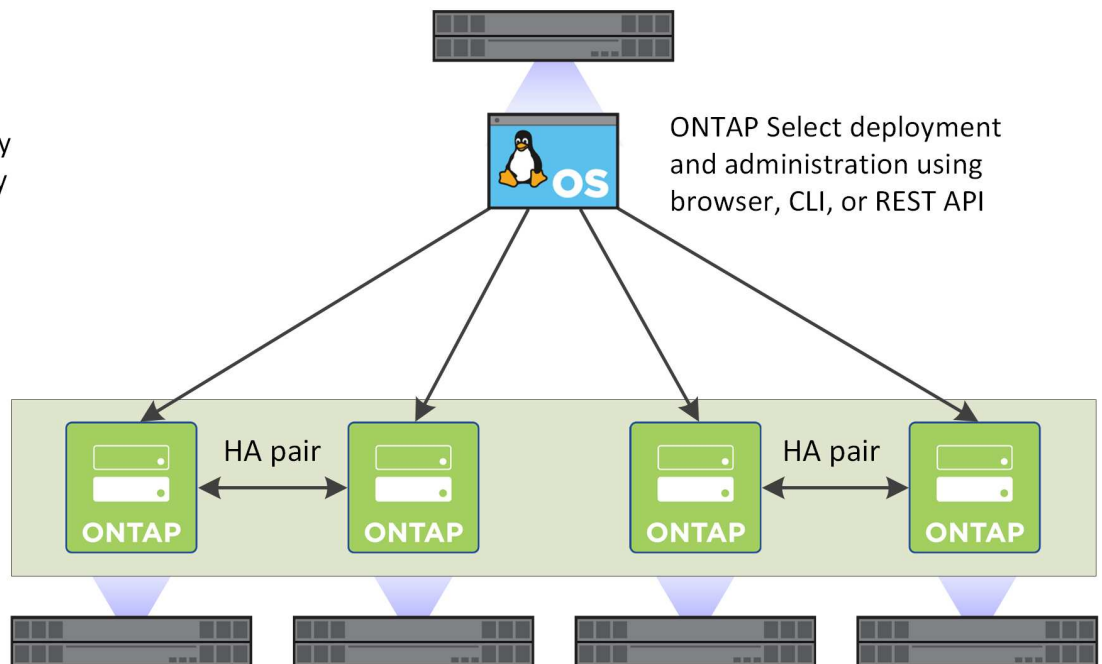 ONTAP Select deployment
and administration using
browser, CLI, or REST API
OS
HA pair
HA pair
ONTAP
ONTAP
ONTAP
ONTAP